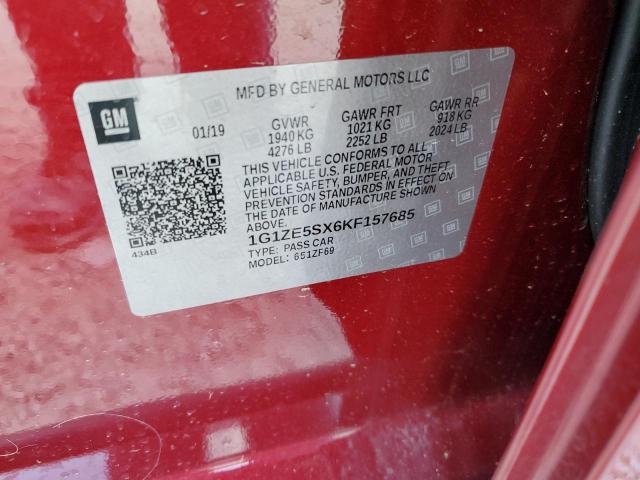 MFD BY GENERAL MOTORS LLC
GM
01/19 GVWR GAWR FRT GAWR RR
1940 KG 1021 KG 918 KG
4276 LB 2252 LB 2024 LB
THIS VEHICLE CONFORMS TO ALL
APPLICABLE U.S. FEDERAL MOTOR
VEHICLE SAFETY, BUMPER, AND THEFT
PREVENTION STANDARDS IN EFFECT ON
THE DATE OF MANUFACTURE SHOWN
ABOVE.
1G1ZE5SX6KF157685
TYPE: PASS CAR
MODEL: 651ZF69
434B